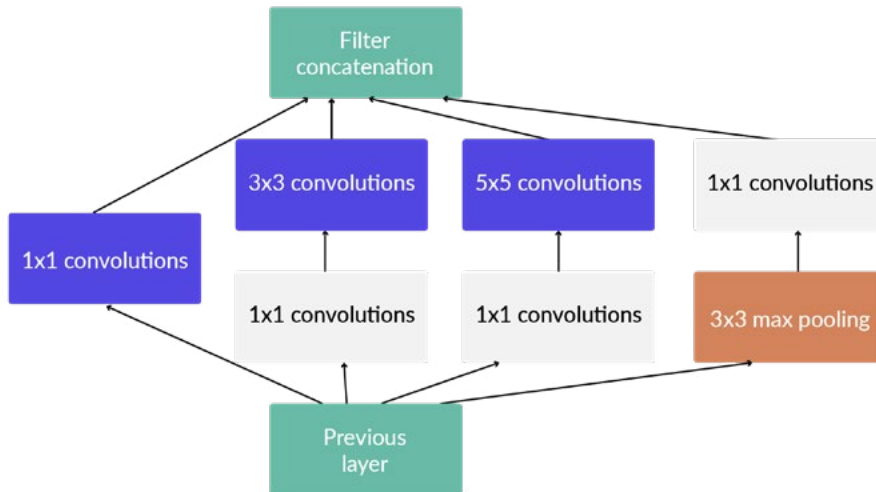 Filter
concatenation
3x3 convolutions
5x5 convolutions
1x1 convolutions
1x1 convolutions
1x1 convolutions
1x1 convolutions
3x3 max pooling
Previous
layer